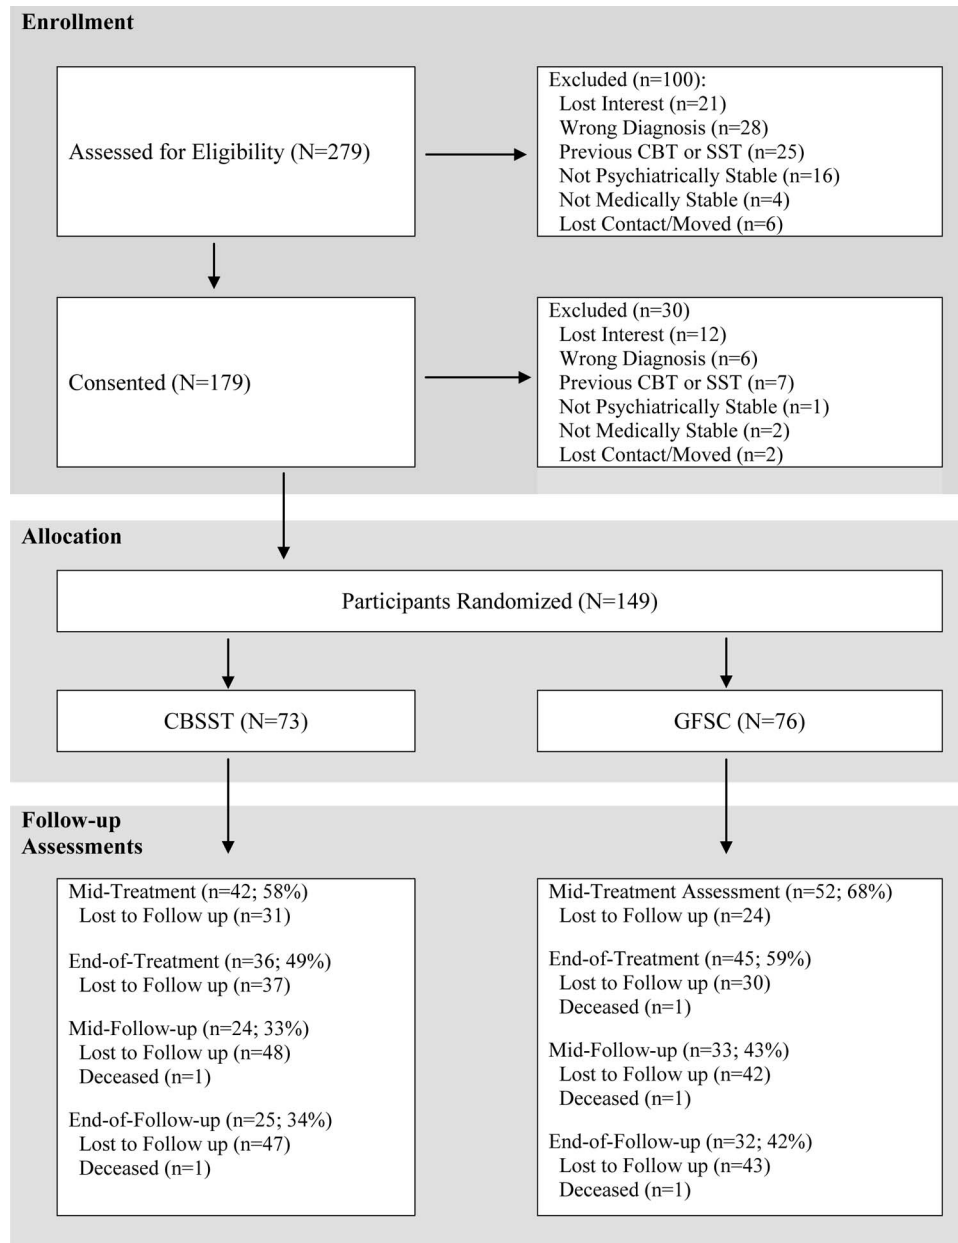 Enrollment
Assessed for Eligibility (N=279)
Excluded (n=100):
Lost Interest (n=21)
Wrong Diagnosis (n=28)
Previous CBT or SST (n=25)
Not Psychiatrically Stable (n=16)
Not Medically Stable (n=4)
Lost Contact/Moved (n=6)
Consented (N=179)
Excluded (n=30)
Lost Interest (n=12)
Wrong Diagnosis (n=6)
Previous CBT or SST (n=7)
Not Psychiatrically Stable (n=1)
Not Medically Stable (n=2)
Lost Contact/Moved (n=2)
Allocation
Participants Randomized (N=149)
CBSST (N=73)
GFSC (N=76)
Follow-up
Assessments
Mid-Treatment (n=42; 58%)
Lost to Follow up (n=31)
End-of-Treatment (n=36; 49%)
Lost to Follow up (n=37)
Mid-Follow-up (n=24; 33%)
Lost to Follow up (n=48)
Deceased (n=1)
End-of-Follow-up (n=25; 34%)
Lost to Follow up (n=47)
Deceased (n=1)
Mid-Treatment Assessment (n=52; 68%)
Lost to Follow up (n=24)
End-of-Treatment (n=45; 59%)
Lost to Follow up (n=30)
Deceased (n=1)
Mid-Follow-up (n=33; 43%)
Lost to Follow up (n=42)
Deceased (n=1)
End-of-Follow-up (n=32; 42%)
Lost to Follow up (n=43)
Deceased (n=1)